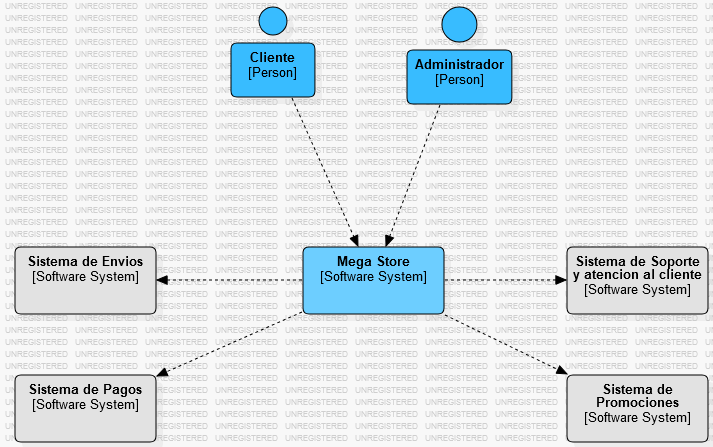 Cliente
[Person]
Administrador
[Person]
Sistema de Envios
[Software System]
Mega Store
[Software System]
Sistema de Soporte
y atencion al cliente
[Software System]
Sistema de Pagos
[Software System]
Sistema de
Promociones
[Software System]
UNREGISTERED